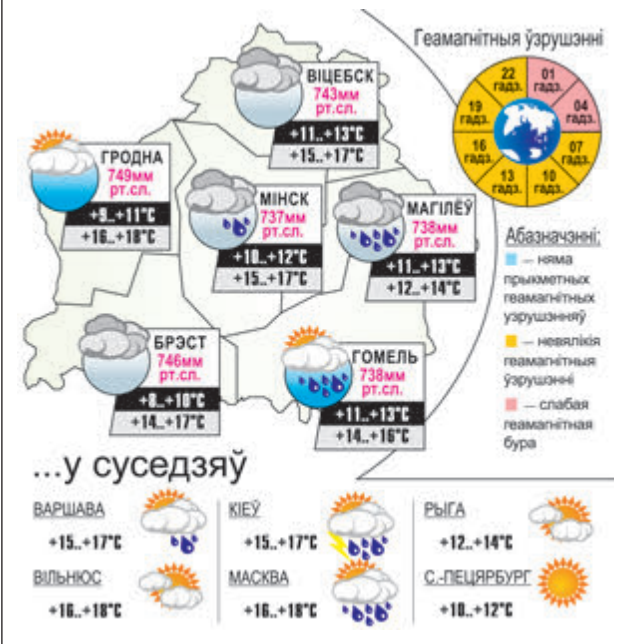 Геамагнітныя ўзрушэнні
22 гадз.
01 гадз.
04 гадз.
07 гадз.
10 гадз.
13 гадз.
16 гадз.
19 гадз.
ВІЦЕБСК
743мм
рт.сл.
+11..+13°C
+15..+17°C
ГРОДНА
749мм
рт.сл.
+9..+11°C
+16..+18°C
МІНСК
737мм
рт.сл.
+10..+12°C
+15..+17°C
МАГІЛЕЎ
738мм
рт.сл.
+11..+13°C
+12..+14°C
БРЭСТ
746мм
рт.сл.
+8..+10°C
+14..+17°C
ГОМЕЛЬ
738мм
рт.сл.
+11..+13°C
+14..+16°C
Абазначэнні:
— няма
прыкметных
геамагнітных
узрушэнняў
— невялікія
геамагнітныя
ўзрушэнні
— слабая
геамагнітная
бура
...у суседзяў
ВАРШАВА
+15..+17°C
КІЕЎ
+15..+17°C
РЫГА
+12..+14°C
ВІЛЬНЮС
+16..+18°C
МАСКВА
+16..+18°C
С.-ПЕЦЯРБУРГ
+10..+12°C